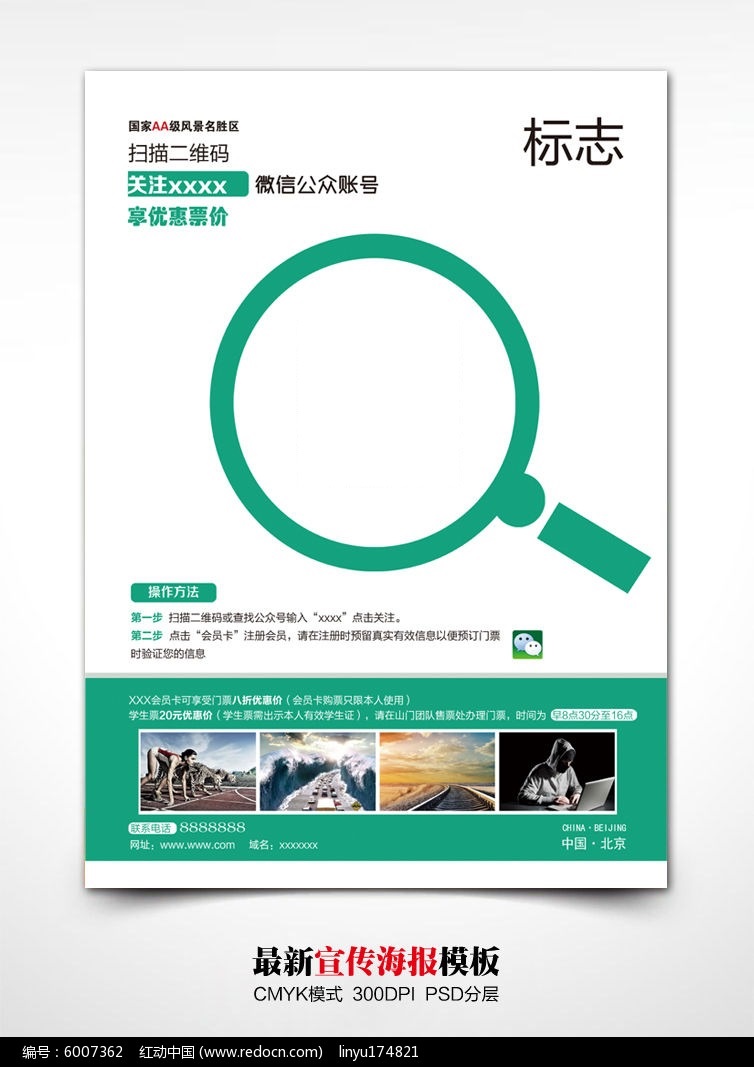 国家AA级风景名胜区
标志
扫描二维码
关注xxxx 微信公众账号
享优惠票价
操作方法
第一步 扫描二维码或查找公众号输入“xxxx”点击关注。
第二步 点击“会员卡”注册会员，请在注册时预留真实有效信息以便预订门票
时验证您的信息
XXX会员卡可享受门票八折优惠价（会员卡购票只限本人使用）
学生票20元优惠价（学生票需出示本人有效学生证），请在山门团队售票处办理门票，时间为 早8点30分至16点
联系电话 8888888
CHINA·BEIJING
网址：www.www.com 域名：xxxxxxx
中国·北京
最新宣传海报模板
CMYK模式 300DPI PSD分层
编号：6007362 红动中国 (www.redocn.com) linyu174821